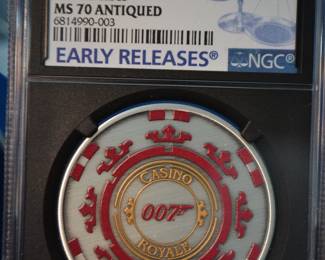 MS 70 ANTIQUED
6814990-003
EARLY RELEASES®
NGC®
CASINO
007
ROYALE